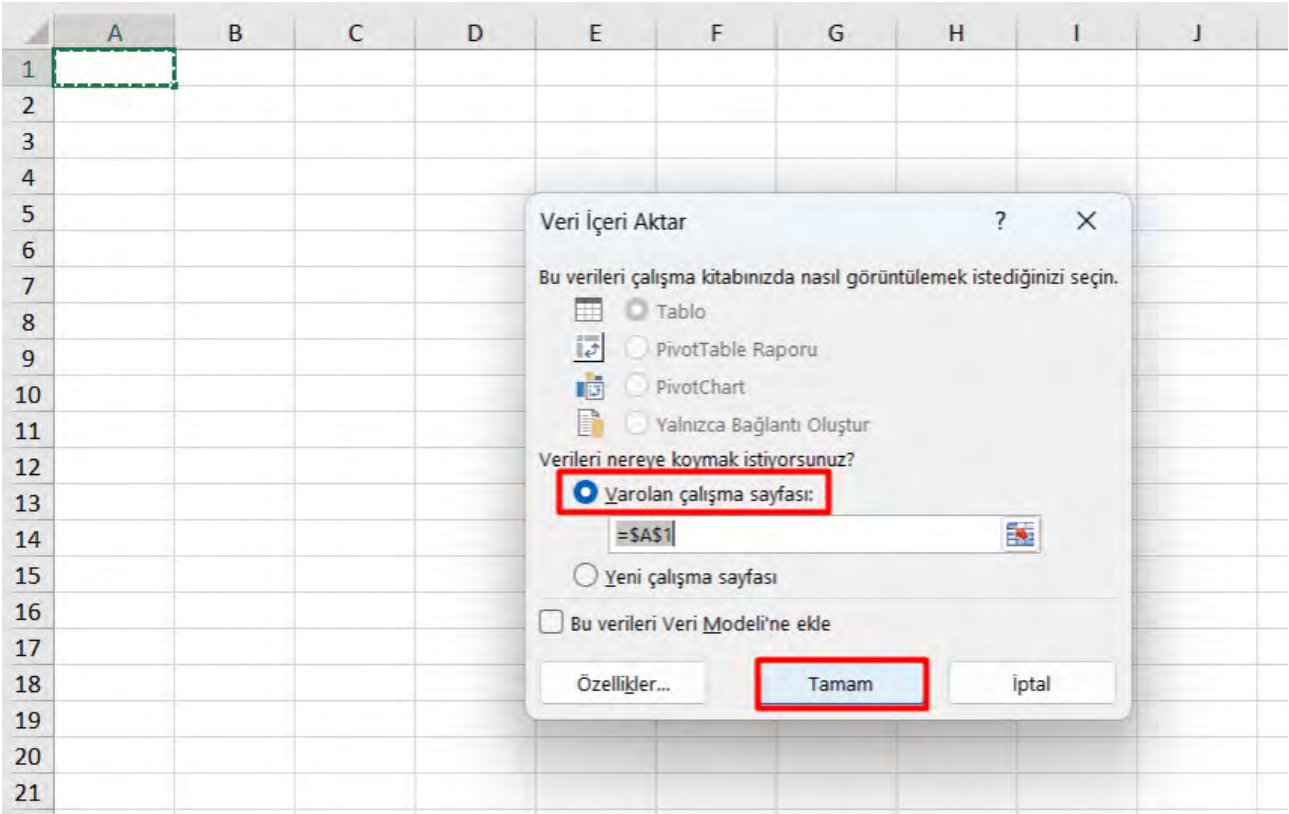 A B C D E F G H I J
1
2
3
4
5
Veri İçeri Aktar ? X
6
Bu verileri çalışma kitabınızda nasıl görüntülemek istediğinizi seçin.
7
8
Tablo
9
PivotTable Raporu
10
PivotChart
11
Yalnızca Bağlantı Oluştur
12
Verileri nereye koymak istiyorsunuz?
13
Varolan çalışma sayfası:
14
=$A$1
15
Yeni çalışma sayfası
16
Bu verileri Veri Modeli'ne ekle
17
18
Özellikler... Tamam İptal
19
20
21